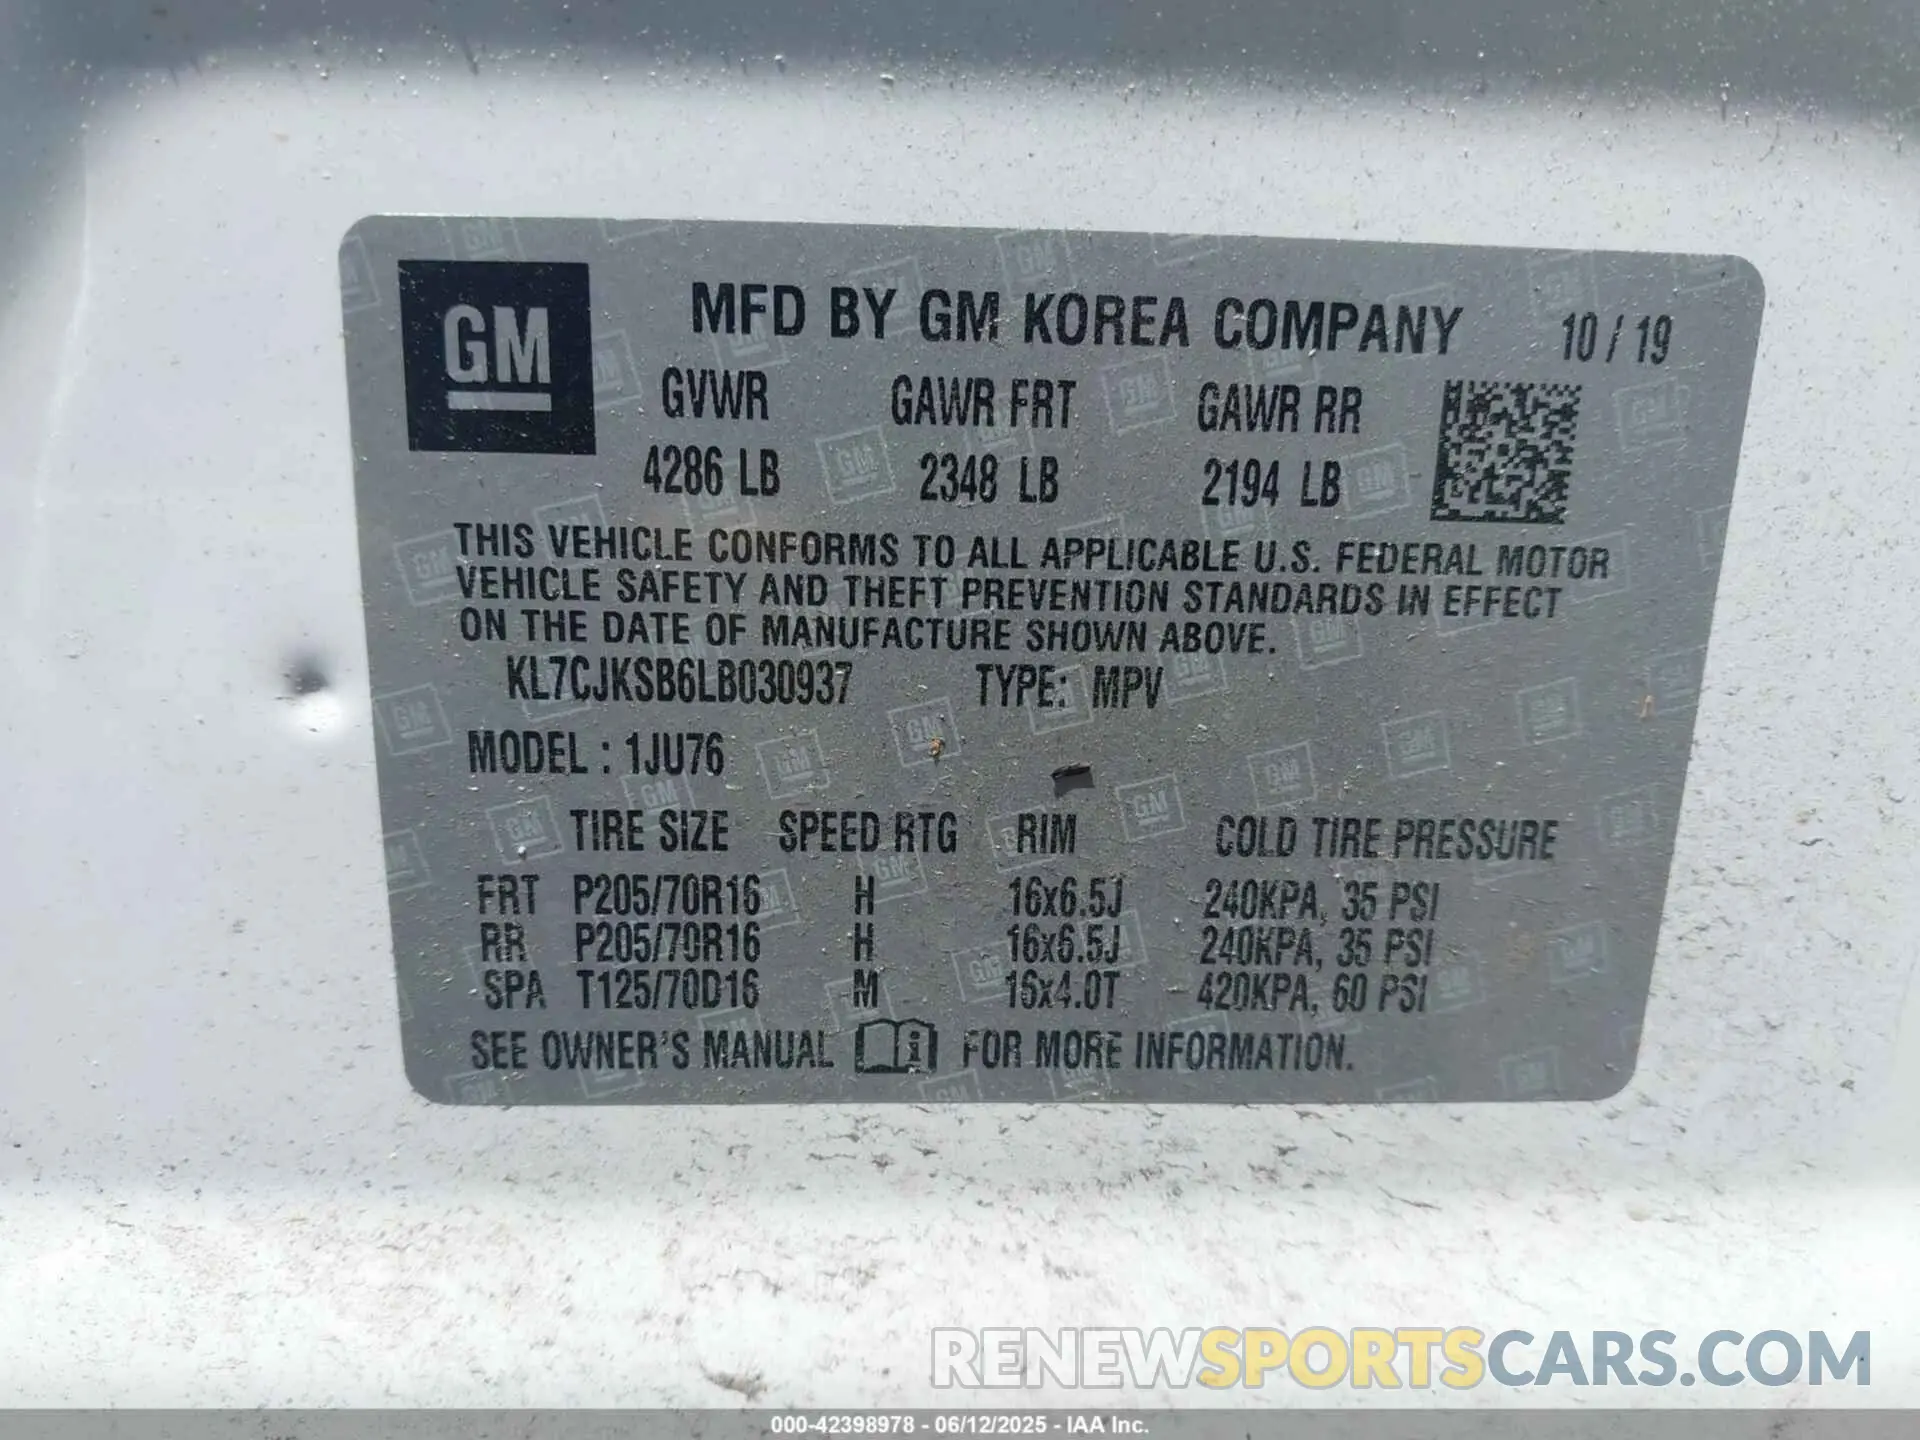 GM
MFD BY GM KOREA COMPANY 10 / 19
GVWR GAWR FRT GAWR RR
4286 LB 2348 LB 2194 LB
THIS VEHICLE CONFORMS TO ALL APPLICABLE U.S. FEDERAL MOTOR
VEHICLE SAFETY AND THEFT PREVENTION STANDARDS IN EFFECT
ON THE DATE OF MANUFACTURE SHOWN ABOVE.
KL7CJKSB6LB030937 TYPE: MPV
MODEL : 1JU76
TIRE SIZE SPEED RTG RIM COLD TIRE PRESSURE
FRT P205/70R16 H 16x6.5J 240KPA, 35 PSI
RR P205/70R16 H 16x6.5J 240KPA, 35 PSI
SPA T125/70D16 M 16x4.0T 420KPA, 60 PSI
SEE OWNER'S MANUAL FOR MORE INFORMATION.
RENEWSPORTSCARS.COM
000-42398978 - 06/12/2025 - IAA Inc.